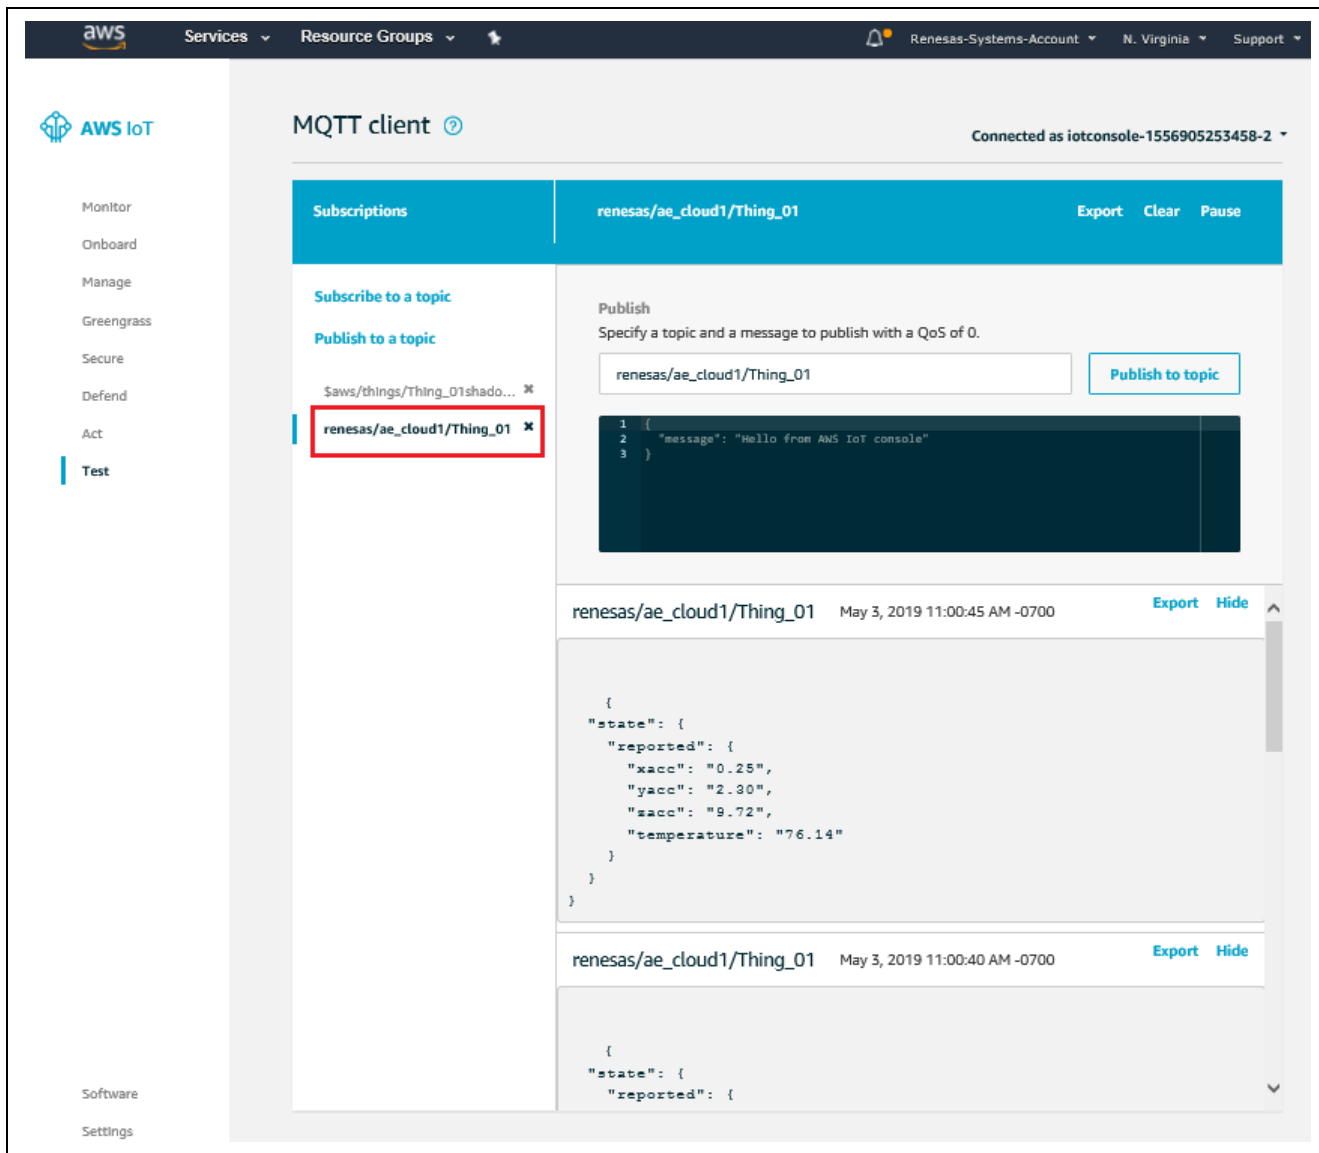 aws Services Resource Groups Renesas-Systems-Account N. Virginia Support
AWS IoT
Monitor
Onboard
Manage
Greengrass
Secure
Defend
Act
Test
Software
Settings
MQTT client ?
Connected as iotconsole-1556905253458-2
Subscriptions
renesas/ae_cloud1/Thing_01 Export Clear Pause
Subscribe to a topic
Publish to a topic
$aws/things/Thing_01shado... ✖
renesas/ae_cloud1/Thing_01 ✖
Publish
Specify a topic and a message to publish with a QoS of 0.
renesas/ae_cloud1/Thing_01 Publish to topic
1 {
2 "message": "Hello from AWS IoT console"
3 }
renesas/ae_cloud1/Thing_01 May 3, 2019 11:00:45 AM -0700 Export Hide
{
"state": {
"reported": {
"xacc": "0.25",
"yacc": "2.30",
"zacc": "9.72",
"temperature": "76.14"
}
}
}
renesas/ae_cloud1/Thing_01 May 3, 2019 11:00:40 AM -0700 Export Hide
{
"state": {
"reported": {